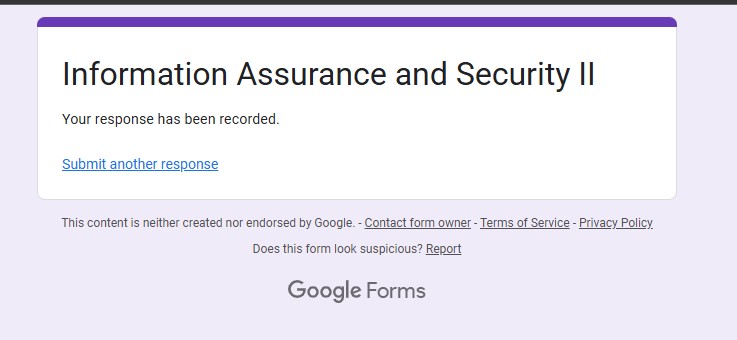 Information Assurance and Security II
Your response has been recorded.
Submit another response
This content is neither created nor endorsed by Google. - Contact form owner - Terms of Service - Privacy Policy
Does this form look suspicious? Report
Google Forms